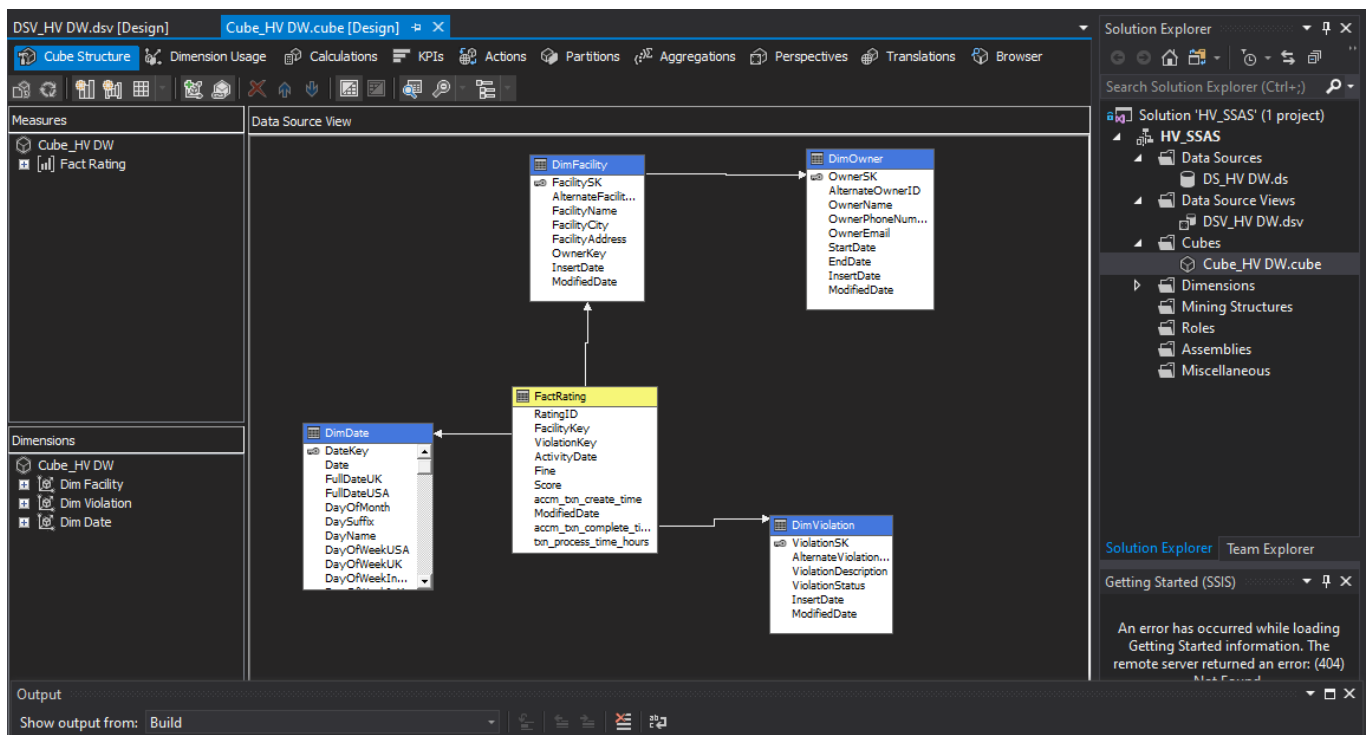 DSV_HV DW.dsv [Design]
Cube_HV DW.cube [Design]
Cube Structure
Dimension Usage
Calculations
KPIs
Actions
Partitions
Aggregations
Perspectives
Translations
Browser
Measures
Cube_HV DW
Fact Rating
Dimensions
Cube_HV DW
Dim Facility
Dim Violation
Dim Date
Data Source View
DimFacility
FacilitySK
AlternateFacilit...
FacilityName
FacilityCity
FacilityAddress
OwnerKey
InsertDate
ModifiedDate
DimOwner
OwnerSK
AlternateOwnerID
OwnerName
OwnerPhoneNum...
OwnerEmail
StartDate
EndDate
InsertDate
ModifiedDate
FactRating
RatingID
FacilityKey
ViolationKey
ActivityDate
Fine
Score
accm_txn_create_time
ModifiedDate
accm_txn_complete_ti...
txn_process_time_hours
DimDate
DateKey
Date
FullDateUK
FullDateUSA
DayOfMonth
DaySuffix
DayName
DayOfWeekUSA
DayOfWeekUK
DayOfWeekIn...
DimViolation
ViolationSK
AlternateViolation...
ViolationDescription
ViolationStatus
InsertDate
ModifiedDate
Solution Explorer
Search Solution Explorer (Ctrl+;)
Solution 'HV_SSAS' (1 project)
HV_SSAS
Data Sources
DS_HV DW.ds
Data Source Views
DSV_HV DW.dsv
Cubes
Cube_HV DW.cube
Dimensions
Mining Structures
Roles
Assemblies
Miscellaneous
Solution Explorer
Team Explorer
Getting Started (SSIS)
An error has occurred while loading
Getting Started information. The
remote server returned an error: (404)
Not Found
Output
Show output from: Build